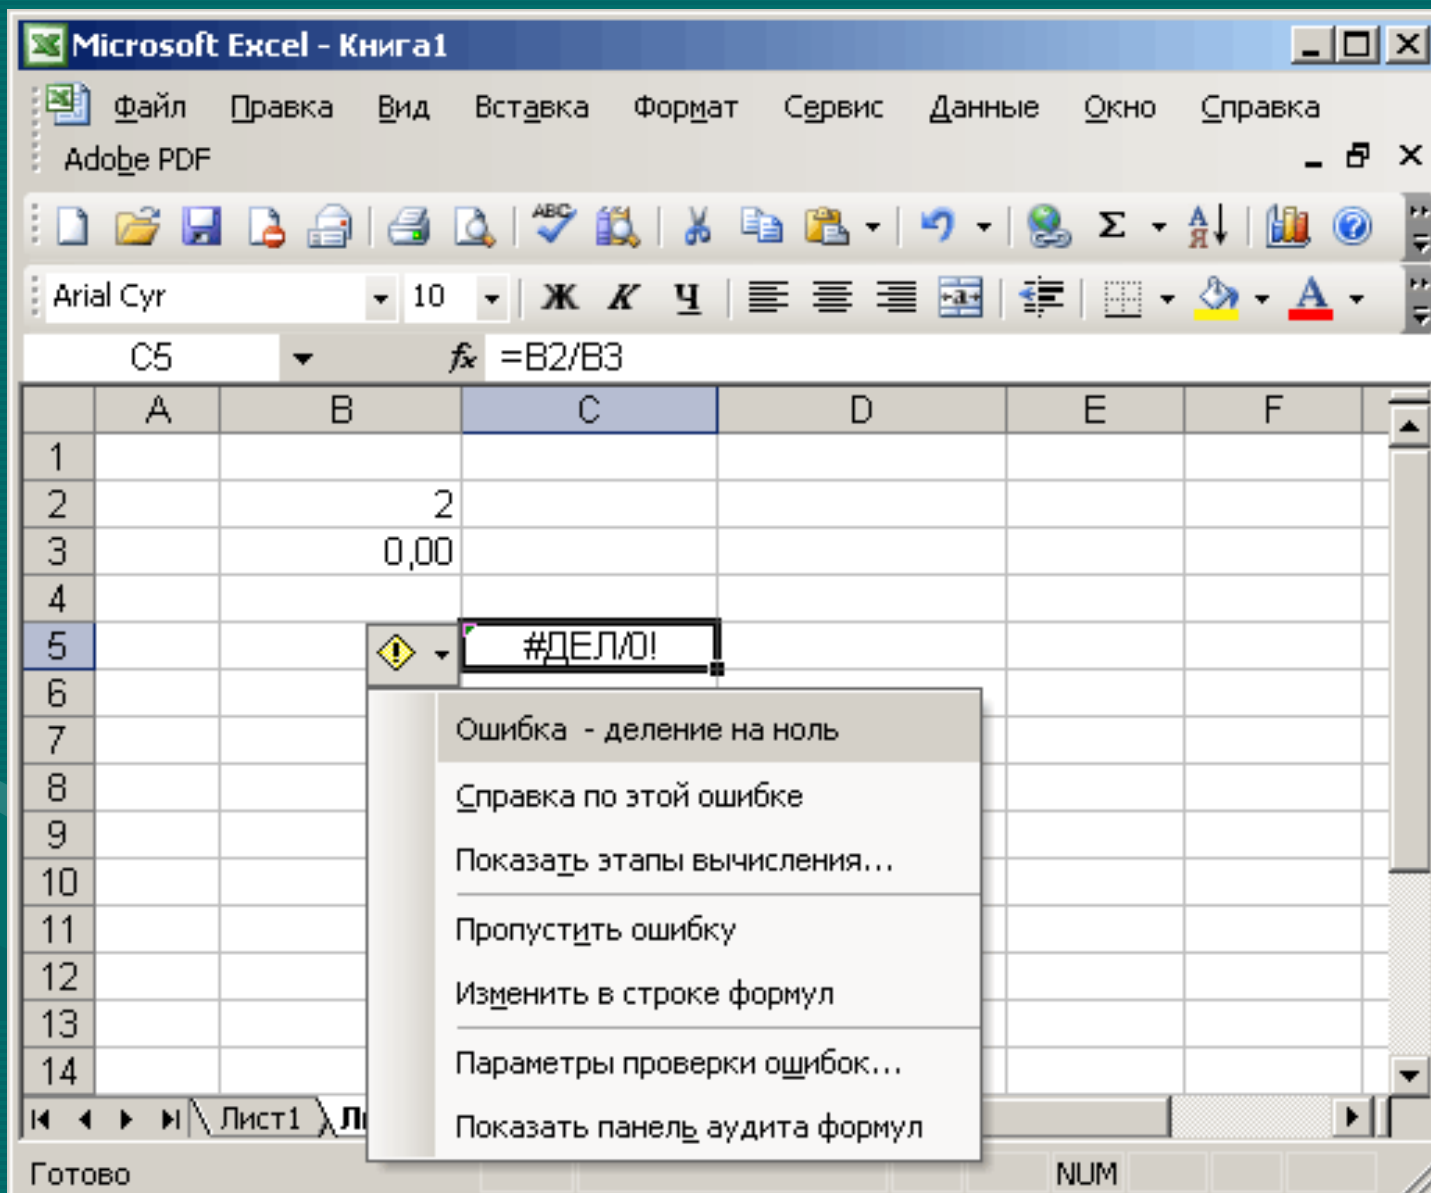 Microsoft Excel - Книга1
Файл Правка Вид Вставка Формат Сервис Данные Окно Справка
Adobe PDF
ABC Σ А Я
Arial Cyr 10 Ж К Ч А
C5 fx =B2/B3
A B C D E F
1
2 2
3 0,00
4
5 #ДЕЛ/0!
6
Ошибка - деление на ноль
7
8
Справка по этой ошибке
9
Показать этапы вычисления...
10
11
Пропустить ошибку
12
Изменить в строке формул
13
14
Параметры проверки ошибок...
Лист1
Показать панель аудита формул
Готово NUM